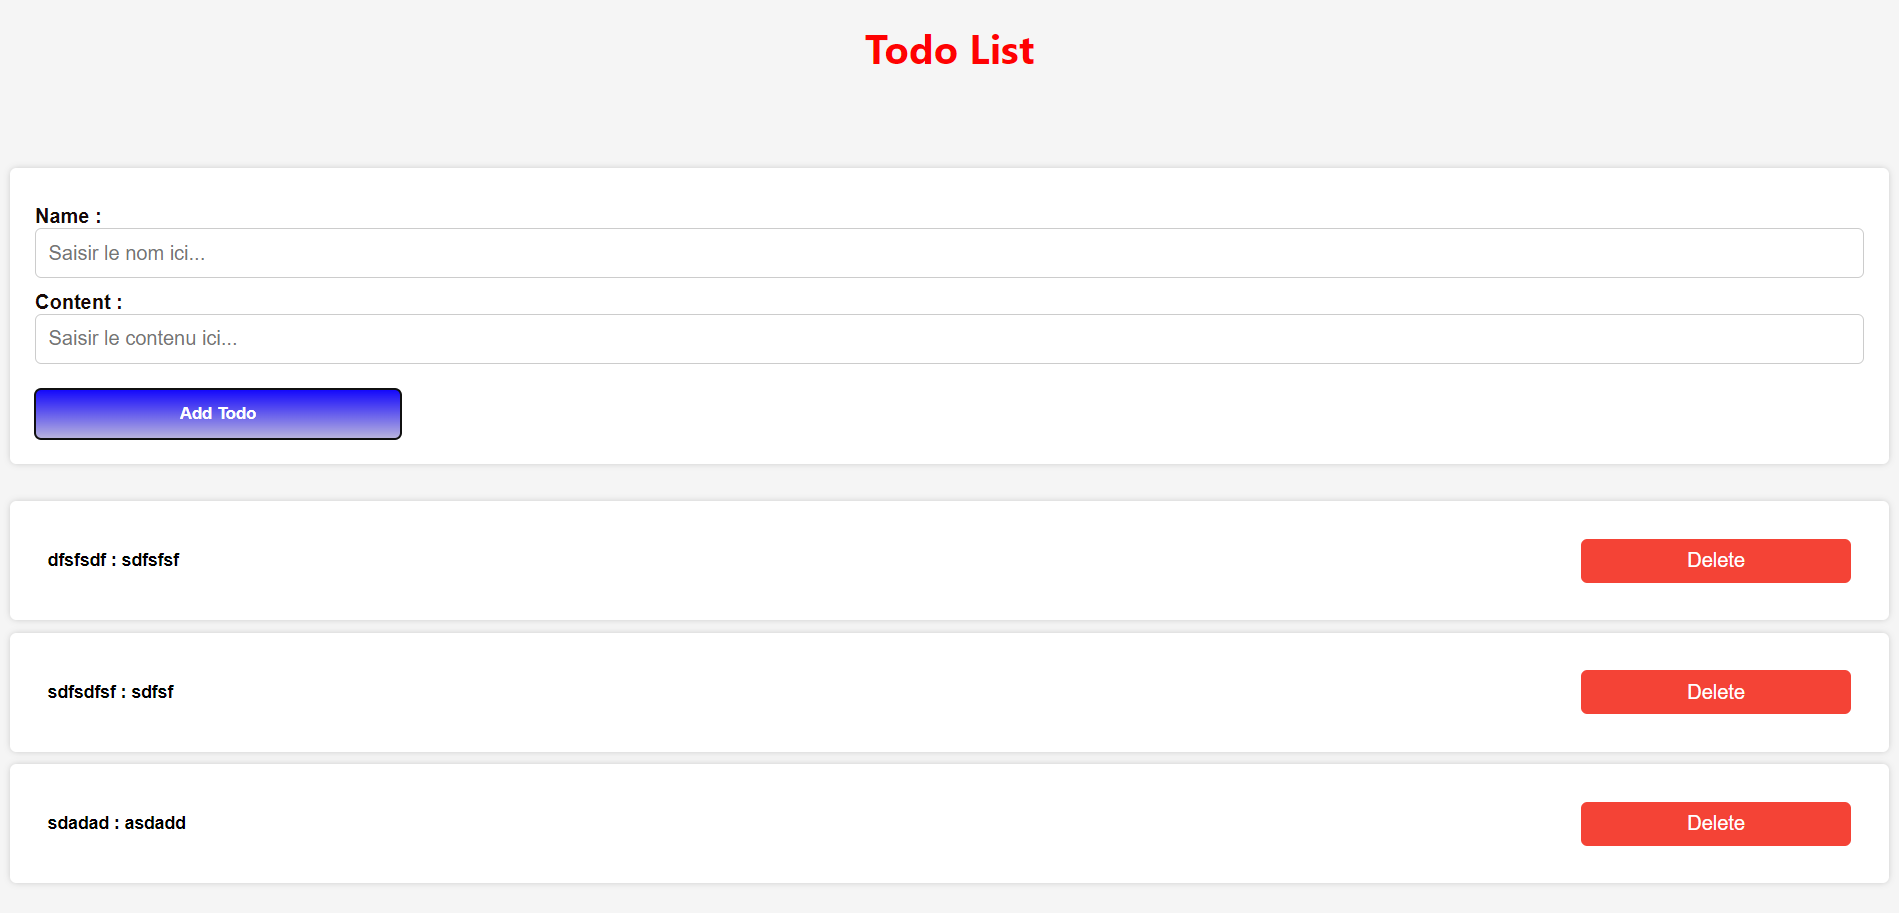 Todo List
Name :
Saisir le nom ici...
Content :
Saisir le contenu ici...
Add Todo
dfsfsdf : sdfsfsf
Delete
sdfsdfsf : sdfsf
Delete
sdadad : asdadd
Delete